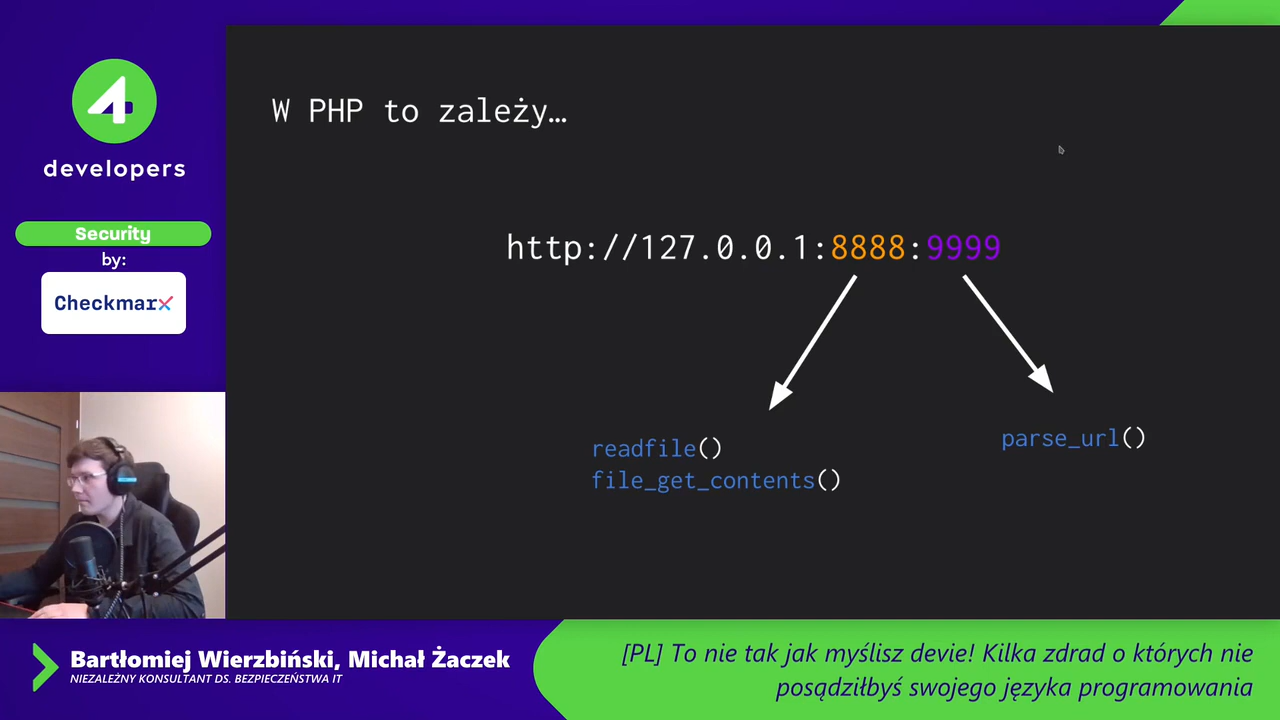 4
developers
Security
by:
Checkmarx
W PHP to zależy…
http://127.0.0.1:8888:9999
readfile()
file_get_contents()
parse_url()
Bartłomiej Wierzbiński, Michał Żaczek
NIEZALEŻNY KONSULTANT DS. BEZPIECZEŃSTWA IT
[PL] To nie tak jak myślisz devie! Kilka zdrad o których nie
posądziłbyś swojego języka programowania